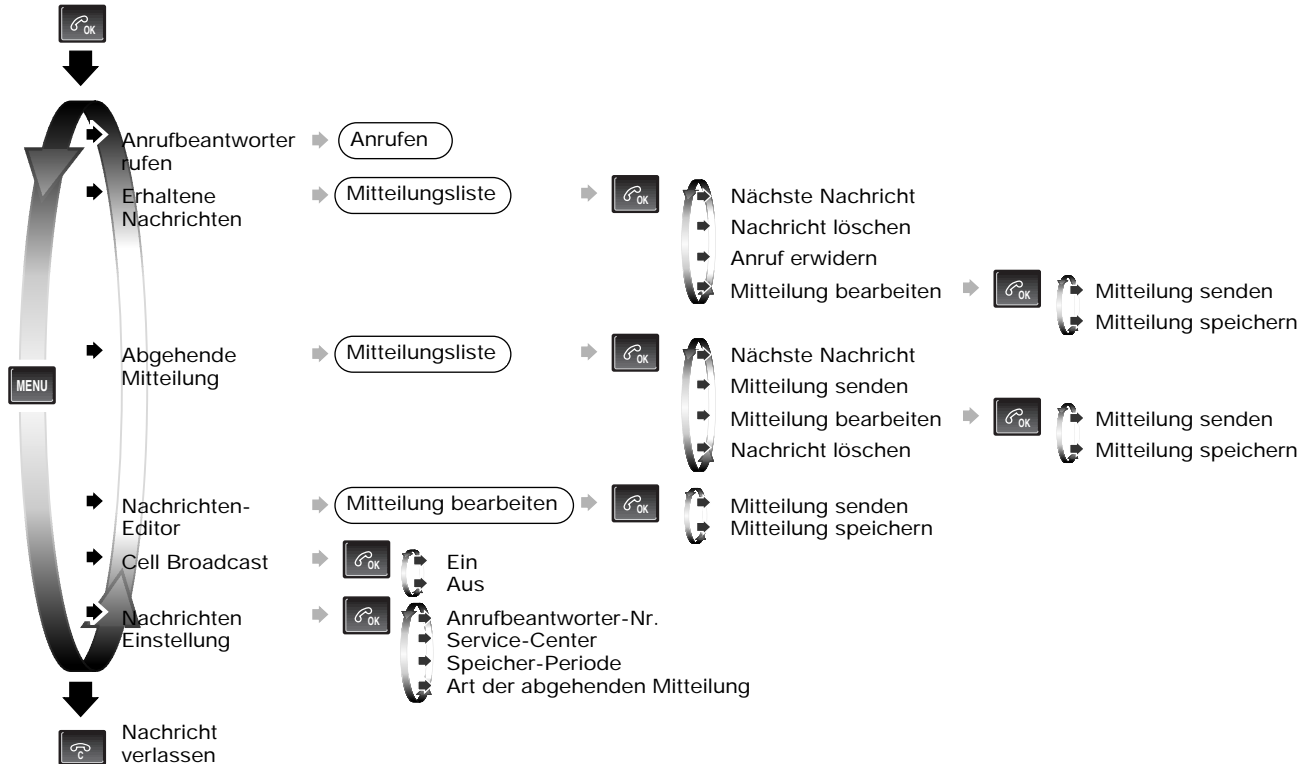 OK
Anrufbeantworter
rufen
Anrufen
Erhaltene
Nachrichten
Mitteilungsliste
OK
Nächste Nachricht
Nachricht löschen
Anruf erwidern
Mitteilung bearbeiten
OK
Mitteilung senden
Mitteilung speichern
MENU
Abgehende
Mitteilung
Mitteilungsliste
OK
Nächste Nachricht
Mitteilung senden
Mitteilung bearbeiten
Nachricht löschen
OK
Mitteilung senden
Mitteilung speichern
Nachrichten-
Editor
Mitteilung bearbeiten
OK
Mitteilung senden
Mitteilung speichern
Cell Broadcast
OK
Ein
Aus
Nachrichten
Einstellung
OK
Anrufbeantworter-Nr.
Service-Center
Speicher-Periode
Art der abgehenden Mitteilung
C
Nachricht
verlassen